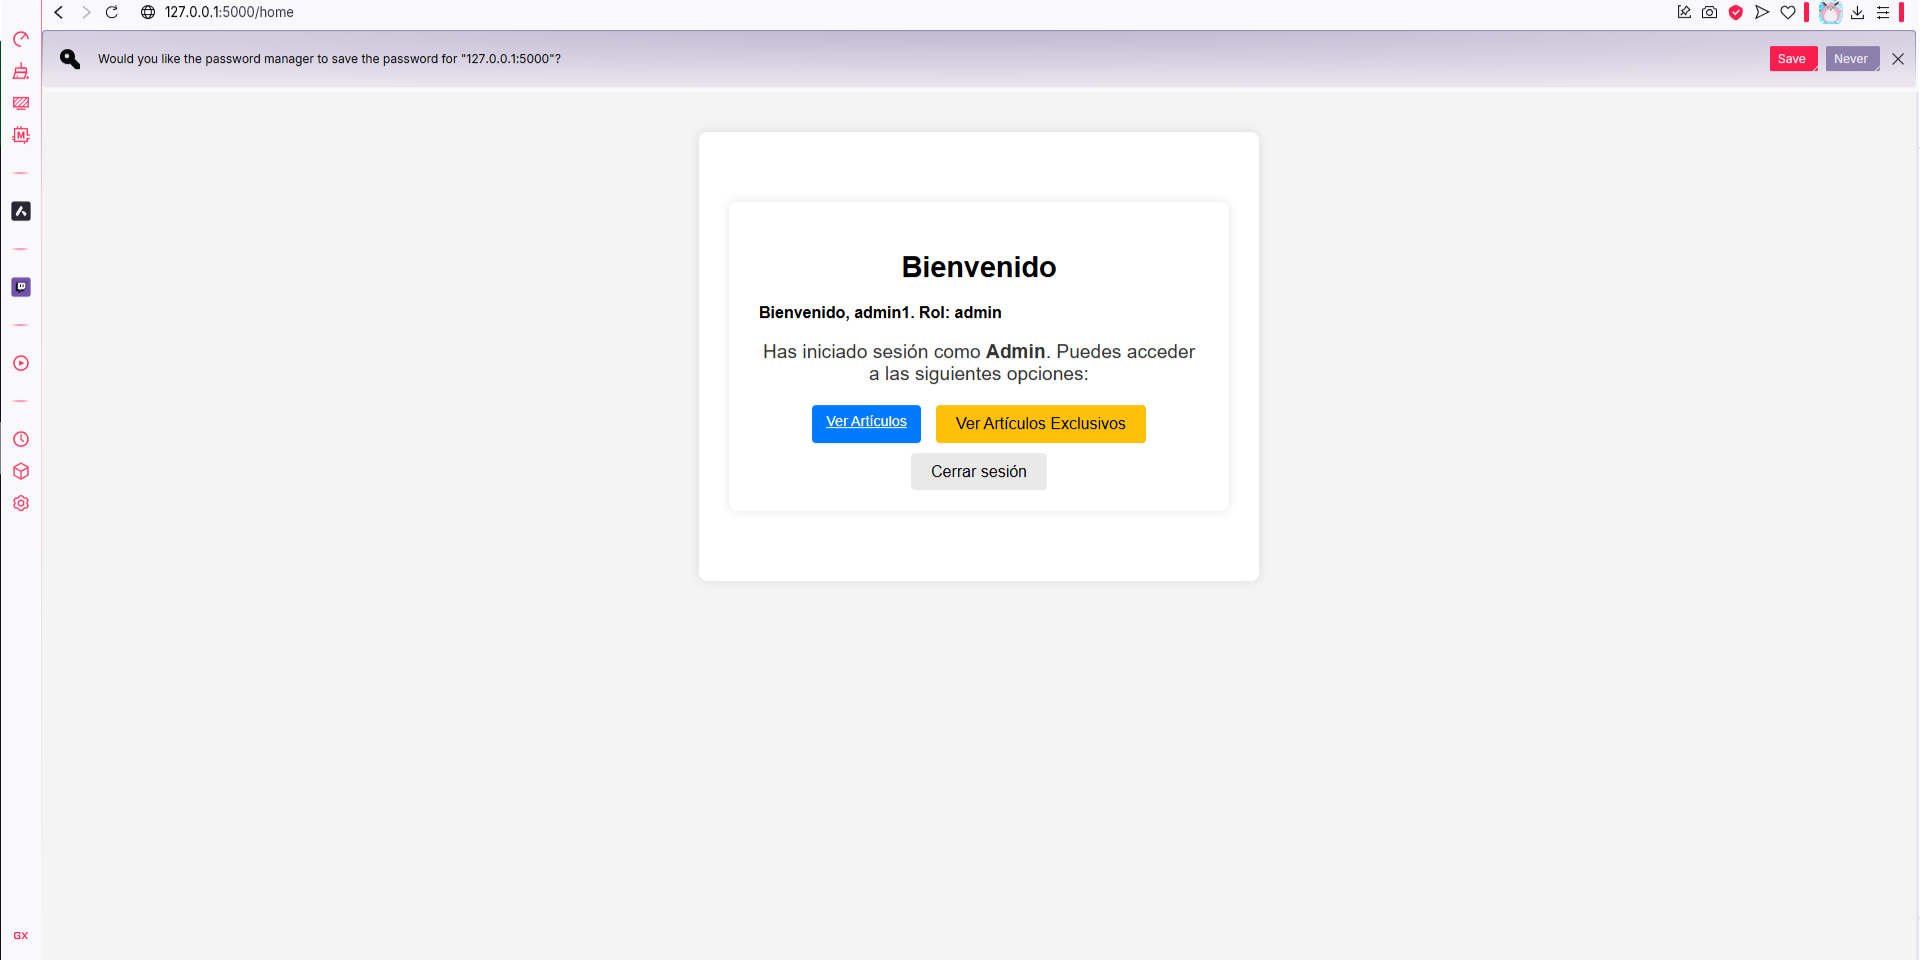 127.0.0.1:5000/home
Would you like the password manager to save the password for "127.0.0.1:5000"?
Save
Never
Bienvenido
Bienvenido, admin1. Rol: admin
Has iniciado sesión como Admin. Puedes acceder
a las siguientes opciones:
Ver Artículos
Ver Artículos Exclusivos
Cerrar sesión
M
GX